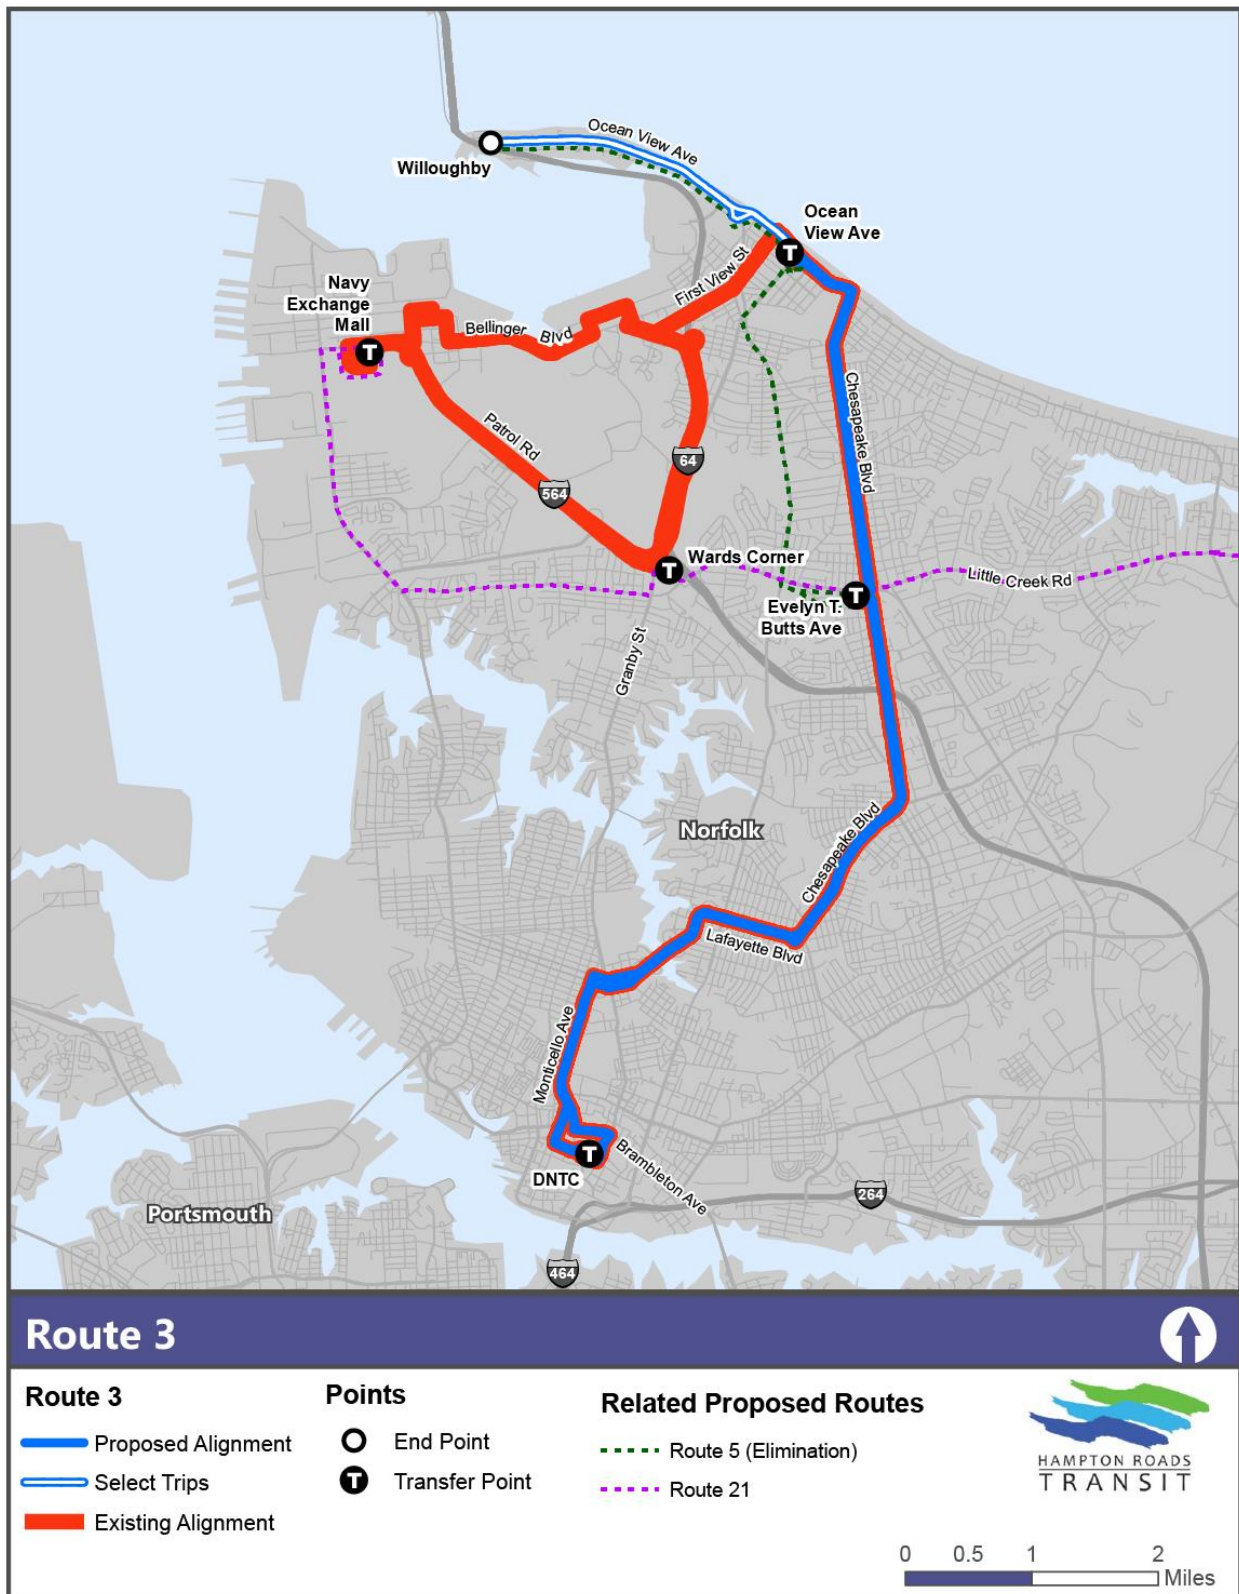 Ocean View Ave
Willoughby
Ocean
View Ave
First View St
Navy
Exchange
Mall
T
T
Bellinger Blvd
Chesapeake Blvd
Patrol Rd
64
564
Wards Corner
T
Little Creek Rd
T
Evelyn T.
Butts Ave
Granby St
Norfolk
Chesapeake Blvd
Lafayette Blvd
Monticello Ave
T
DNTC
Brambleton Ave
264
Portsmouth
464
Route 3
Route 3
Proposed Alignment
Select Trips
Existing Alignment
Points
End Point
T Transfer Point
Related Proposed Routes
Route 5 (Elimination)
Route 21
HAMPTON ROADS
TRANSIT
0 0.5 1 2
Miles